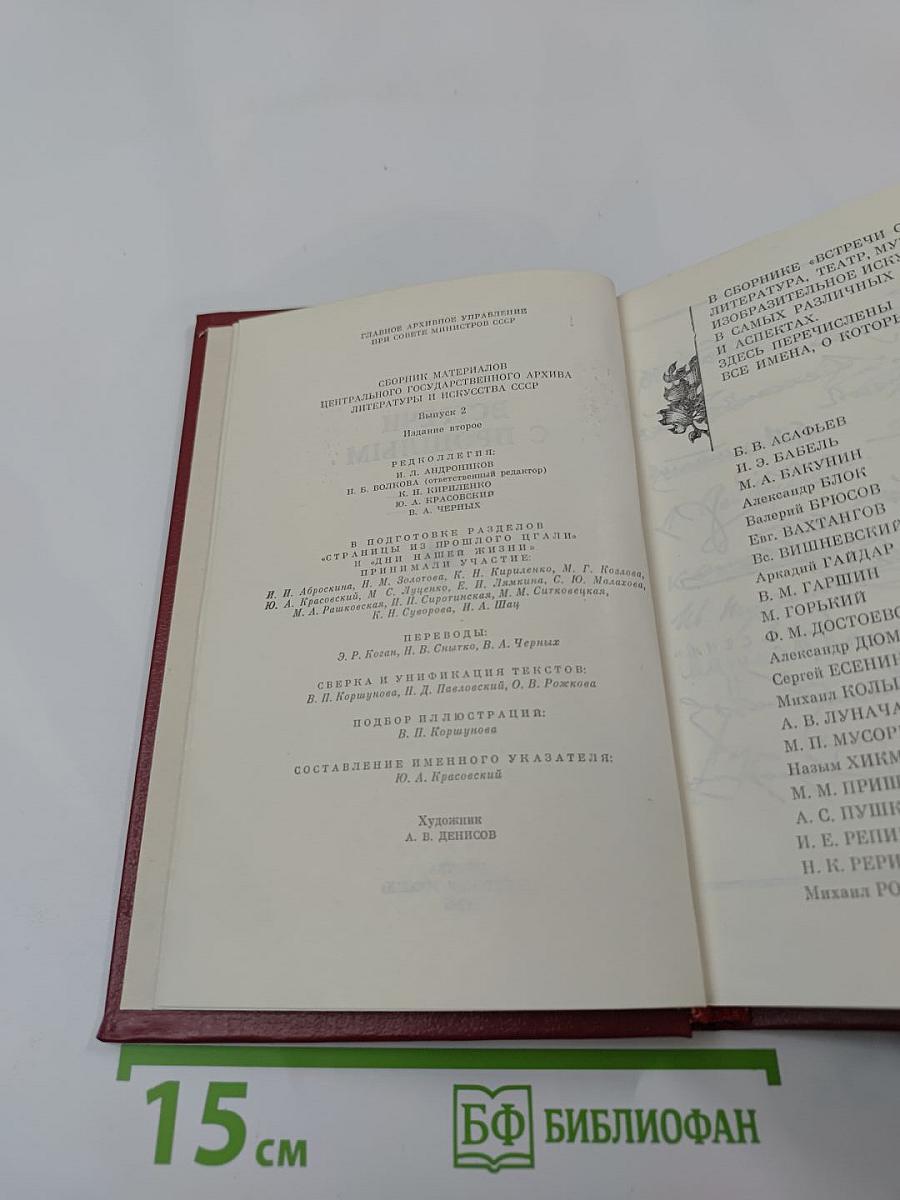 ГЛАВНОЕ АРХИВНОЕ УПРАВЛЕНИЕ
ПРИ СОВЕТЕ МИНИСТРОВ СССР
СБОРНИК МАТЕРИАЛОВ
ЦЕНТРАЛЬНОГО ГОСУДАРСТВЕННОГО АРХИВА
ЛИТЕРАТУРЫ И ИСКУССТВА СССР
Выпуск 2
Издание второе
РЕДКОЛЛЕГИЯ:
И. Л. АНДРОНИКОВ
Н. Б. ВОЛКОВА (ответственный редактор)
К. Н. КИРИЛЕНКО
Ю. А. КРАСОВСКИЙ
В. А. ЧЕРНЫХ
В ПОДГОТОВКЕ РАЗДЕЛОВ
«СТРАНИЦЫ ИЗ ПРОШЛОГО ЦГАЛИ»
И «ДНИ НАШЕЙ ЖИЗНИ»
ПРИНИМАЛИ УЧАСТИЕ:
И. И. Аброскина, Н. М. Золотова, К. Н. Кириленко, М. Г. Козлова,
Ю. А. Красовский, М. С. Луценко, Е. И. Лямкина, С. Ю. Малахова,
М. А. Рашковская, И. П. Сиротинская, М. М. Ситковецкая,
К. Н. Суворова, И. А. Шац
ПЕРЕВОДЫ:
Э. Р. Коган, Н. В. Снытко, В. А. Черных
СВЕРКА И УНИФИКАЦИЯ ТЕКСТОВ:
В. П. Коршунова, Н. Д. Павловский, О. В. Рожкова
ПОДБОР ИЛЛЮСТРАЦИЙ:
В. П. Коршунова
СОСТАВЛЕНИЕ ИМЕННОГО УКАЗАТЕЛЯ:
Ю. А. Красовский
Художник
А. В. ДЕНИСОВ
В СБОРНИКЕ «ВСТРЕЧИ С
ЛИТЕРАТУРА, ТЕАТР, МУ
ИЗОБРАЗИТЕЛЬНОЕ ИСКУ
В САМЫХ РАЗЛИЧНЫХ
И АСПЕКТАХ.
ЗДЕСЬ ПЕРЕЧИСЛЕНЫ
ВСЕ ИМЕНА, О КОТОРЫ
Б. В. АСАФЬЕВ
И. Э. БАБЕЛЬ
М. А. БАКУНИН
Александр БЛОК
Валерий БРЮСОВ
Евг. ВАХТАНГОВ
Вс. ВИШНЕВСКИЙ
Аркадий ГАЙДАР
В. М. ГАРШИН
М. ГОРЬКИЙ
Ф. М. ДОСТОЕВС
Александр ДЮМ
Сергей ЕСЕНИН
Михаил КОЛЬ
А. В. ЛУНАЧА
М. П. МУСОР
Назым ХИКМ
М. М. ПРИШ
А. С. ПУШК
И. Е. РЕПИ
Н. К. РЕРИ
Михаил РО
15 см
БФ БИБЛИОФАН